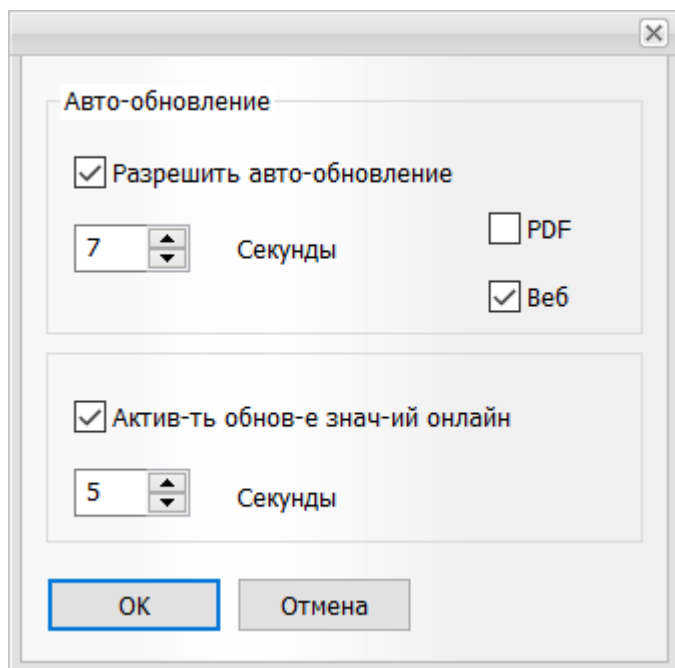 Авто-обновление
Разрешить авто-обновление
7 Секунды
PDF
Веб
Актив-ть обнов-е знач-ий онлайн
5 Секунды
OK Отмена